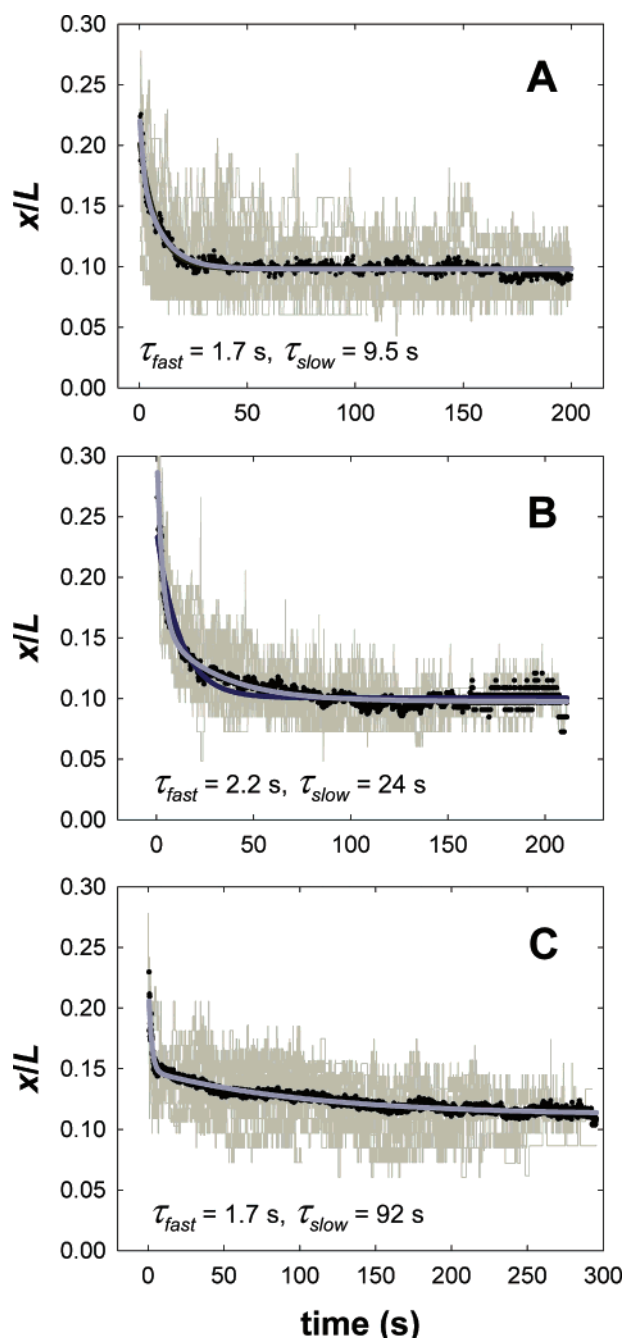 0.30
A
0.25
0.20
x/L
0.15
0.10
0.05
τfast = 1.7 s, τslow = 9.5 s
0.00
0 50 100 150 200
0.30
B
0.25
0.20
x/L
0.15
0.10
0.05
τfast = 2.2 s, τslow = 24 s
0.00
0 50 100 150 200
0.30
C
0.25
0.20
x/L
0.15
0.10
0.05
τfast = 1.7 s, τslow = 92 s
0.00
0 50 100 150 200 250 300
time (s)